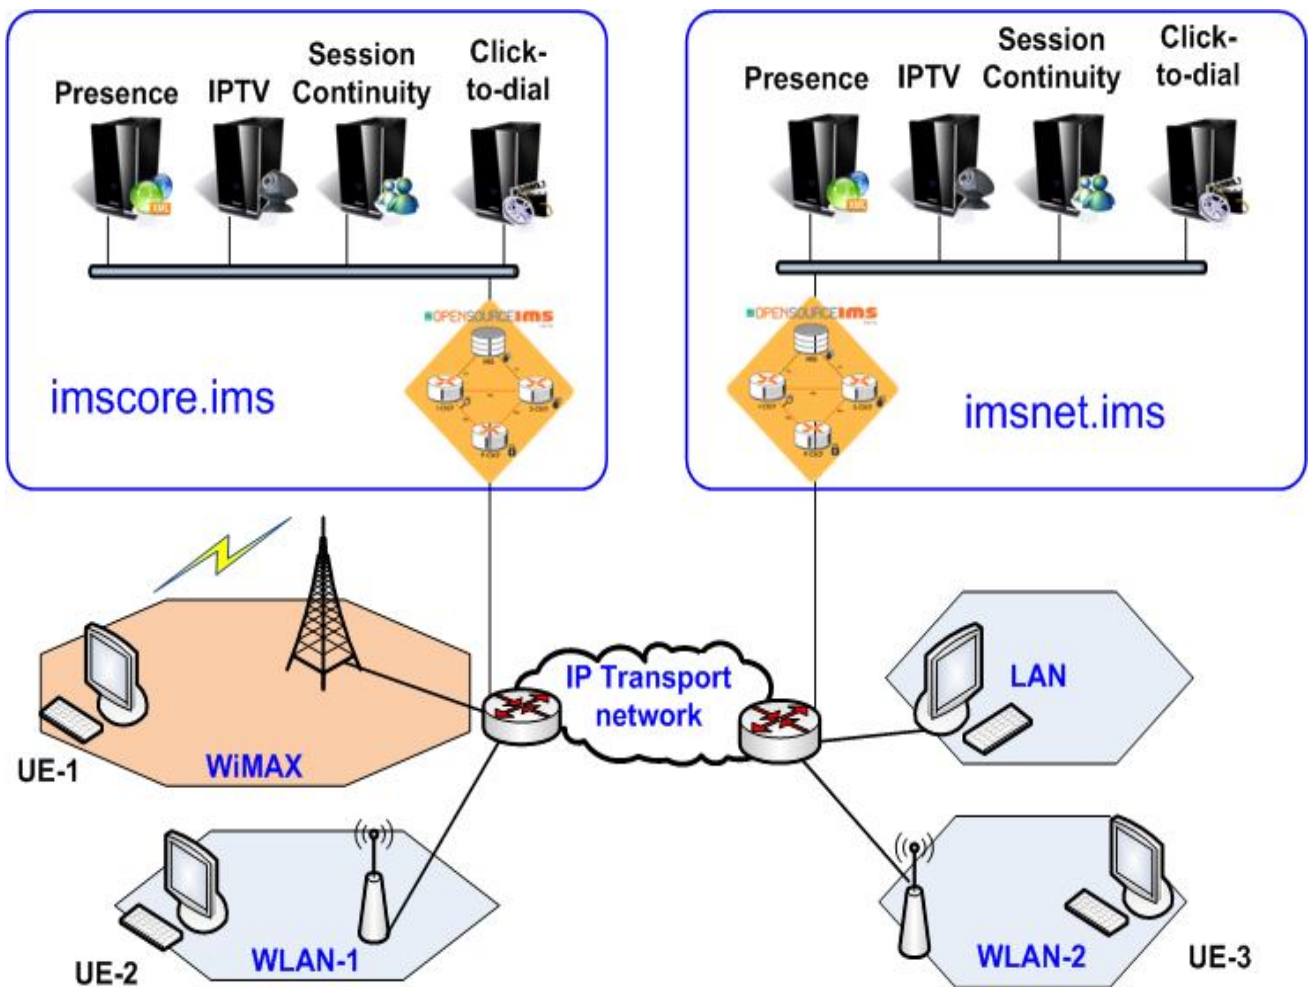 Presence
IPTV
Session
Continuity
Click-
to-dial
OPENSOURCEims
imscore.ims
Presence
IPTV
Session
Continuity
Click-
to-dial
OPENSOURCEims
imsnet.ims
UE-1
WiMAX
IP Transport
network
LAN
UE-2
WLAN-1
WLAN-2
UE-3